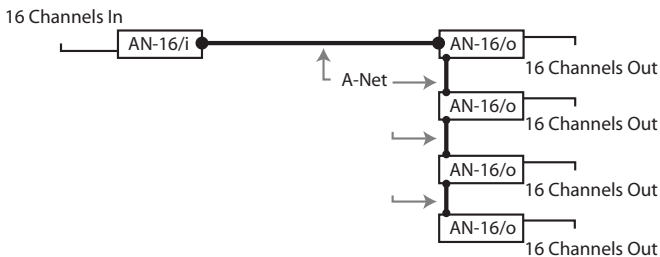 16 Channels In
AN-16/i
AN-16/o
16 Channels Out
A-Net
AN-16/o
16 Channels Out
AN-16/o
16 Channels Out
AN-16/o
16 Channels Out